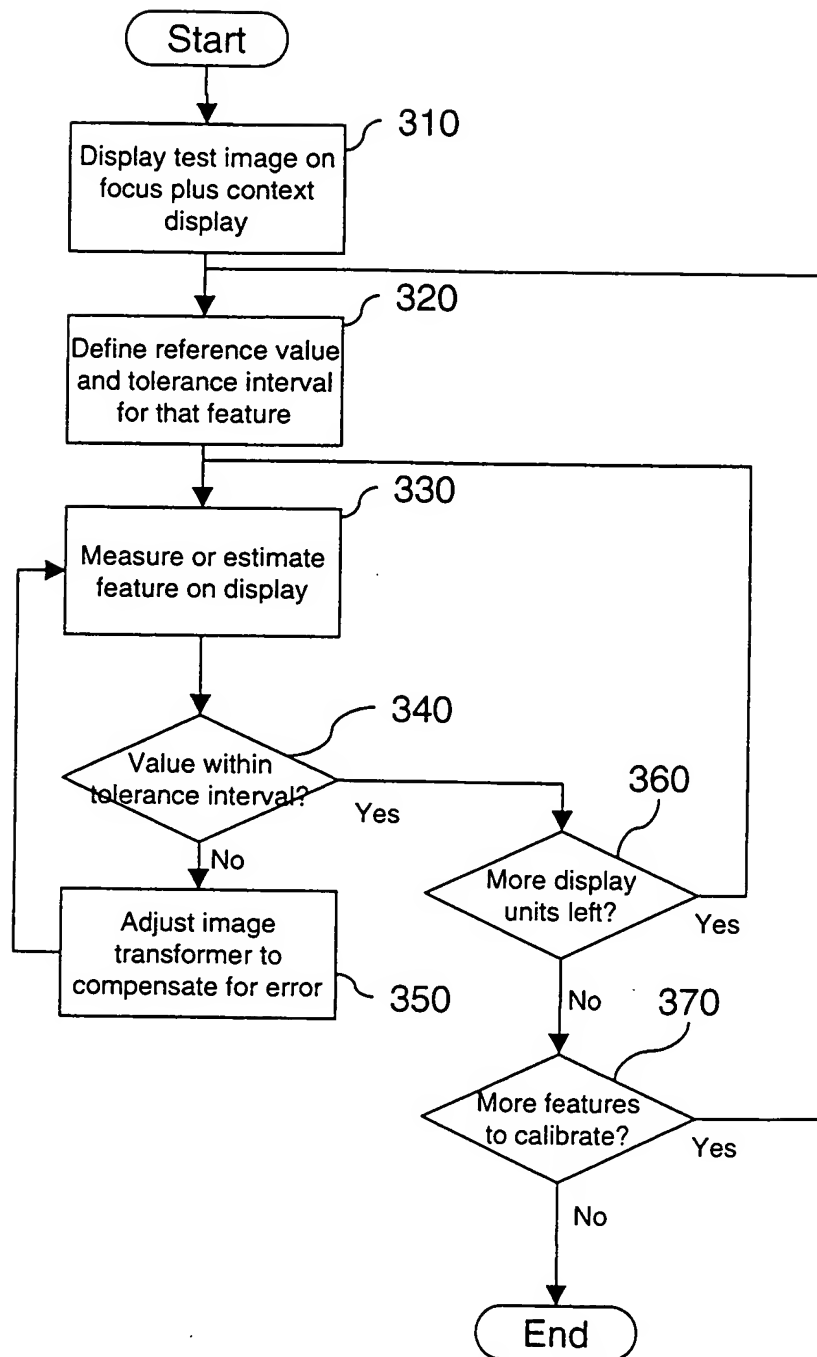 Start
310
Display test image on
focus plus context
display
320
Define reference value
and tolerance interval
for that feature
330
Measure or estimate
feature on display
340
Value within
tolerance interval?
Yes
No
360
More display
units left?
Yes
Adjust image
transformer to
compensate for error
350
No
370
More features
to calibrate?
Yes
No
End